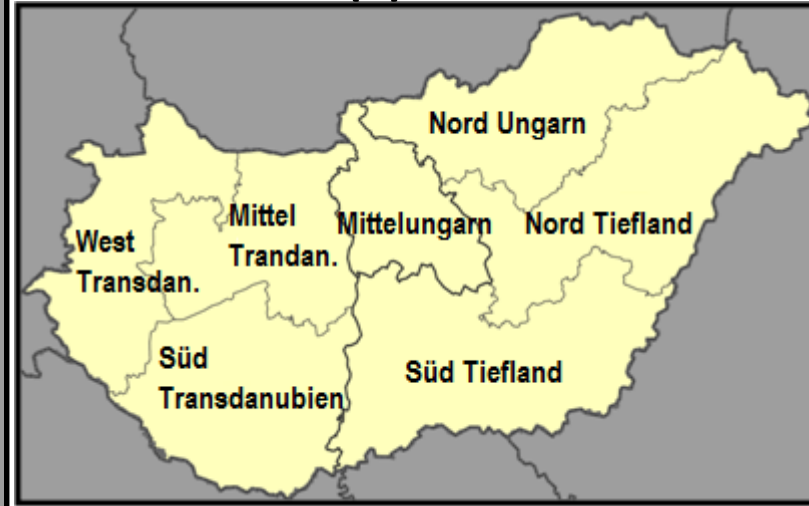 Nord Ungarn
Mittel
Trandan.
Mittelungarn
Nord Tiefland
West
Transdan.
Süd
Transdanubien
Süd Tiefland